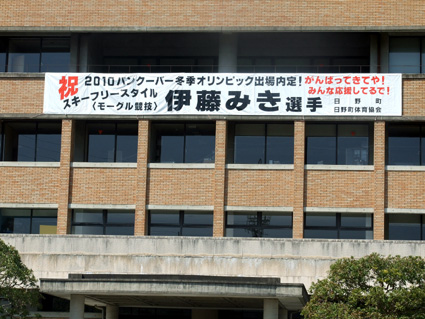 祝
2010バンクーバー冬季オリンピック出場内定!
スキーフリースタイル
〈モーグル競技〉
伊藤みき選手
がんばってきてや!
みんな応援してるで!
日野町
日野町体育協会